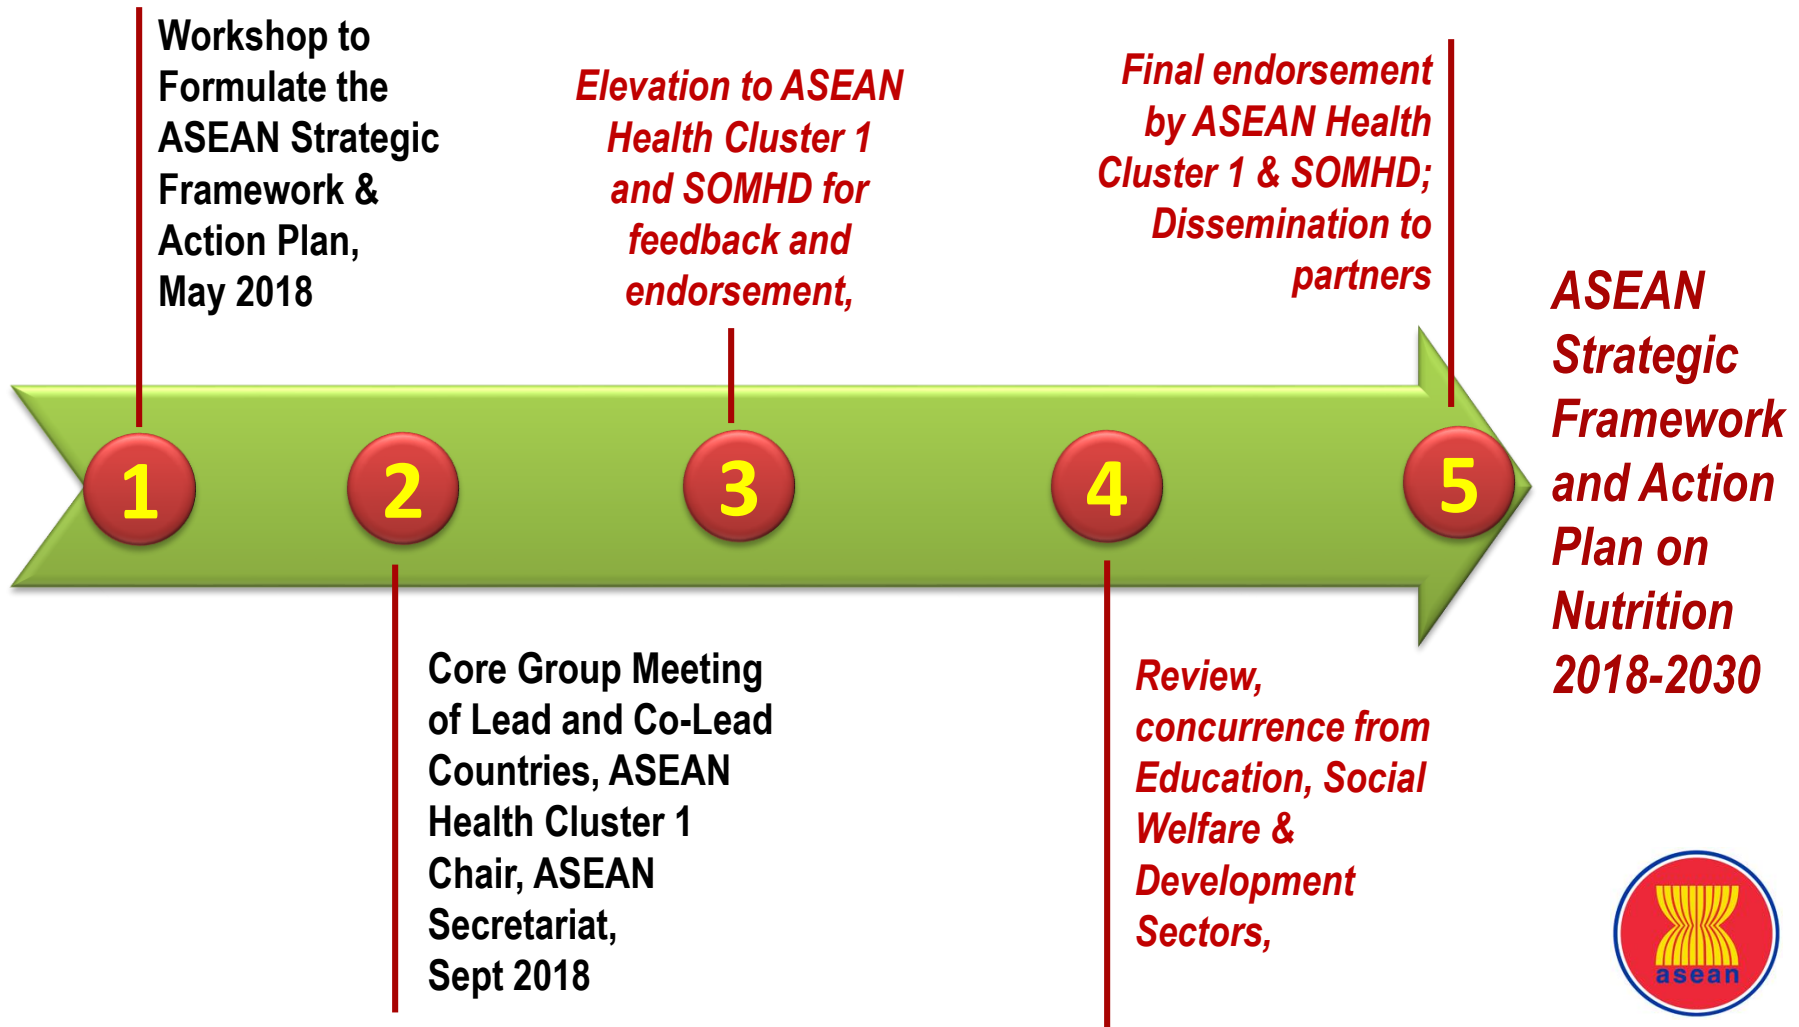 Workshop to
Formulate the
ASEAN Strategic
Framework &
Action Plan,
May 2018
Elevation to ASEAN
Health Cluster 1
and SOMHD for
feedback and
endorsement,
Final endorsement
by ASEAN Health
Cluster 1 & SOMHD;
Dissemination to
partners
1
2
3
4
5
ASEAN
Strategic
Framework
and Action
Plan on
Nutrition
2018-2030
Core Group Meeting
of Lead and Co-Lead
Countries, ASEAN
Health Cluster 1
Chair, ASEAN
Secretariat,
Sept 2018
Review,
concurrence from
Education, Social
Welfare &
Development
Sectors,
asean